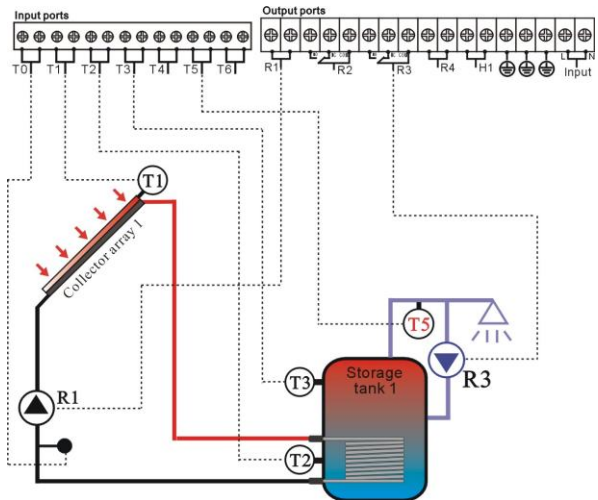 Input ports
Output ports
T0 T1 T2 T3 T4 T5 T6
R1 R2 R3 R4 H1 L N
Input
T1
Collector array 1
T5
R3
Storage
tank 1
T3
R1
T2